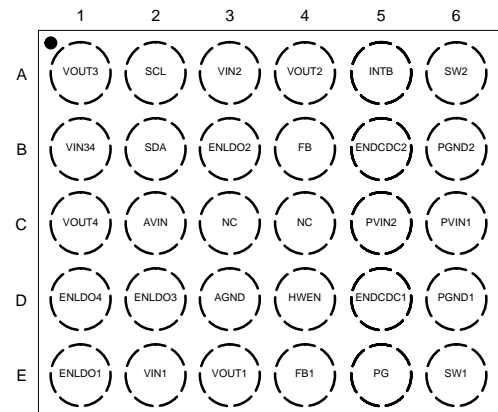 1 2 3 4 5 6
A VOUT3 SCL VIN2 VOUT2 INTB SW2
B VIN34 SDA ENLDO2 FB ENDCDC2 PGND2
C VOUT4 AVIN NC NC PVIN2 PVIN1
D ENLDO4 ENLDO3 AGND HWEN ENDCDC1 PGND1
E ENLDO1 VIN1 VOUT1 FB1 PG SW1